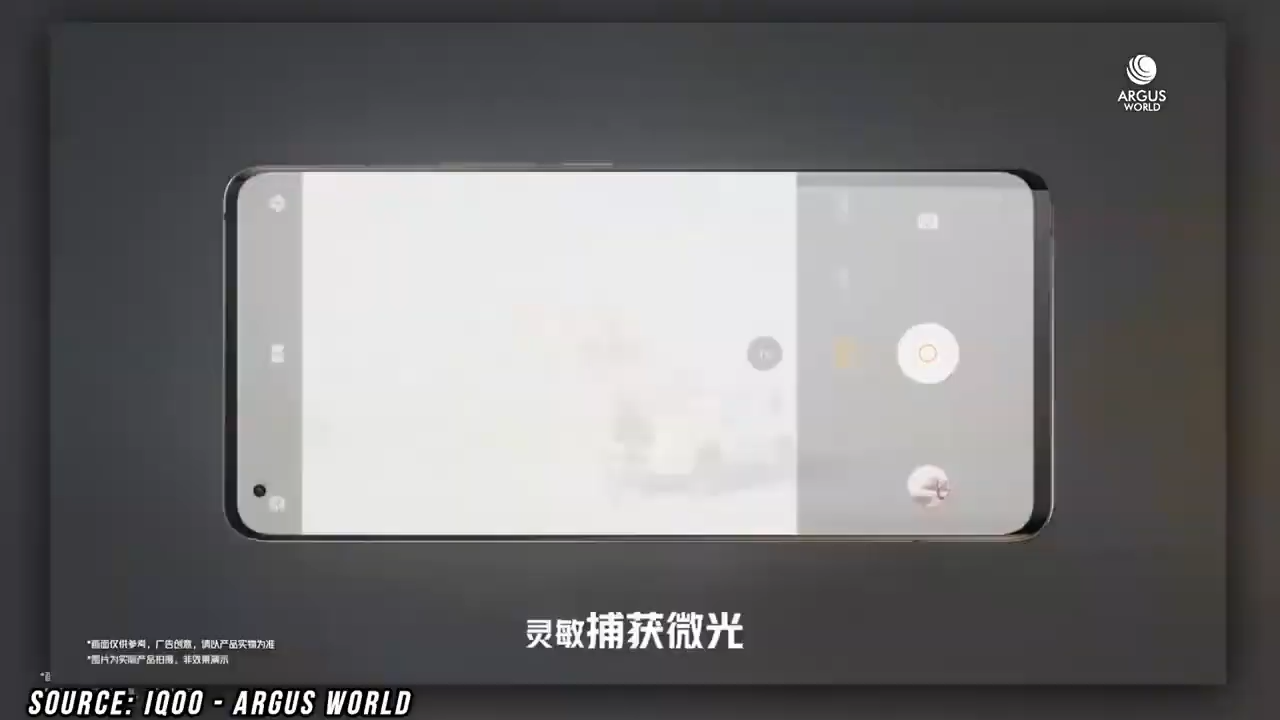 ARGUS
WORLD
灵敏捕获微光
*画面仅供参考，广告创意，请以产品实物为准
*图片为实际产品拍摄，非效果演示
SOURCE: IQOO - ARGUS WORLD